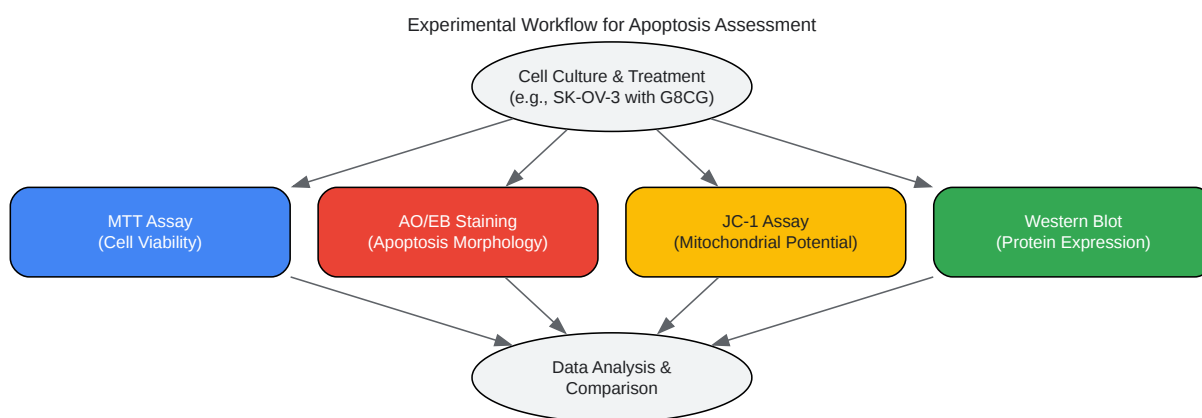 Experimental Workflow for Apoptosis Assessment
Cell Culture & Treatment
(e.g., SK-OV-3 with G8CG)
MTT Assay
(Cell Viability)
AO/EB Staining
(Apoptosis Morphology)
JC-1 Assay
(Mitochondrial Potential)
Western Blot
(Protein Expression)
Data Analysis &
Comparison